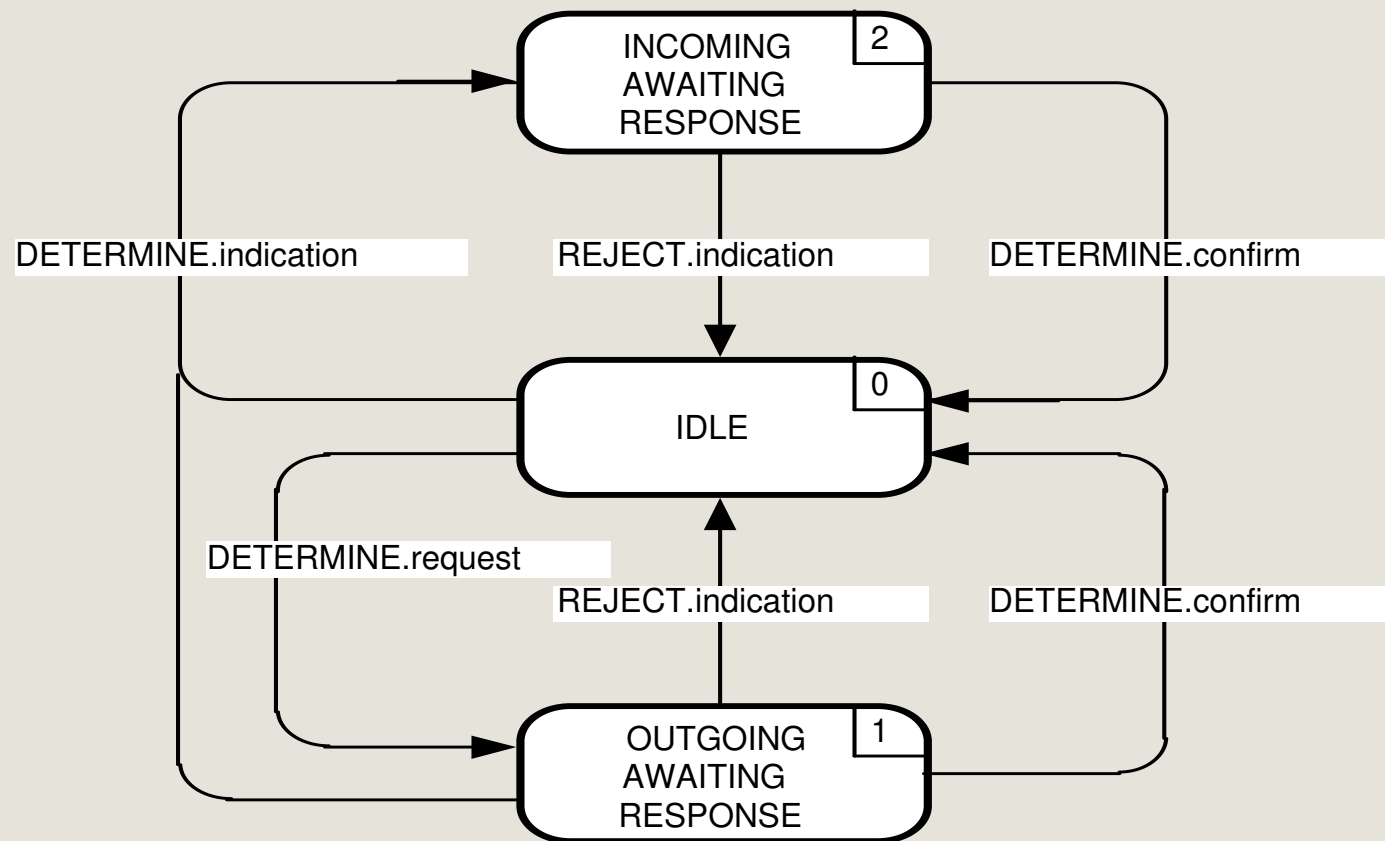 INCOMING
AWAITING
RESPONSE
2
DETERMINE.indication
REJECT.indication
DETERMINE.confirm
0
IDLE
DETERMINE.request
REJECT.indication
DETERMINE.confirm
OUTGOING
AWAITING
RESPONSE
1